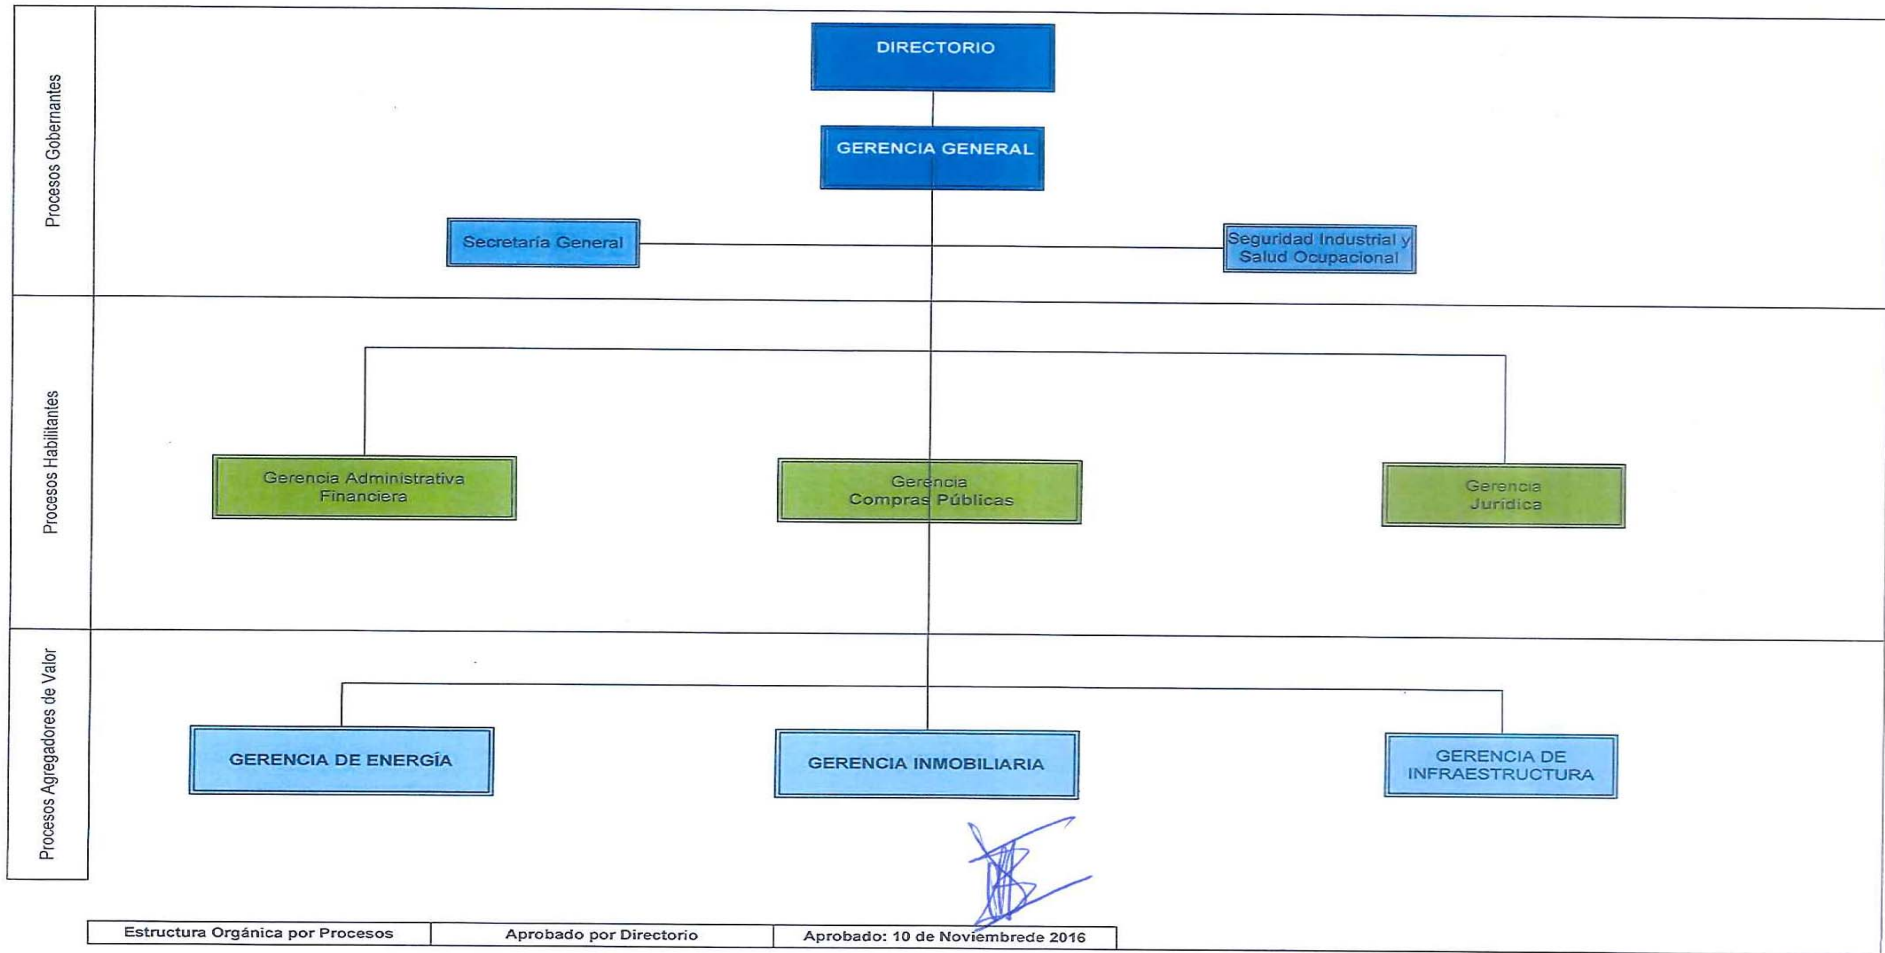 Procesos Gobernantes
DIRECTORIO
GERENCIA GENERAL
Secretaría General
Seguridad Industrial y
Salud Ocupacional
Procesos Habilitantes
Gerencia Administrativa
Financiera
Gerencia
Compras Públicas
Gerencia
Jurídica
Procesos Agregadores de Valor
GERENCIA DE ENERGÍA
GERENCIA INMOBILIARIA
GERENCIA DE
INFRAESTRUCTURA
Estructura Orgánica por Procesos
Aprobado por Directorio
Aprobado: 10 de Noviembrede 2016